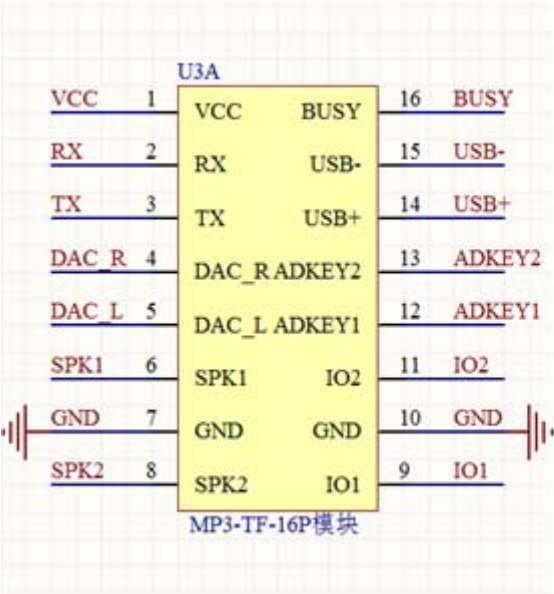 U3A
VCC 1 VCC BUSY 16 BUSY
RX 2 RX USB- 15 USB-
TX 3 TX USB+ 14 USB+
DAC_R 4 DAC_R ADKEY2 13 ADKEY2
DAC_L 5 DAC_L ADKEY1 12 ADKEY1
SPK1 6 SPK1 IO2 11 IO2
GND 7 GND GND 10 GND
SPK2 8 SPK2 IO1 9 IO1
MP3-TF-16P模块